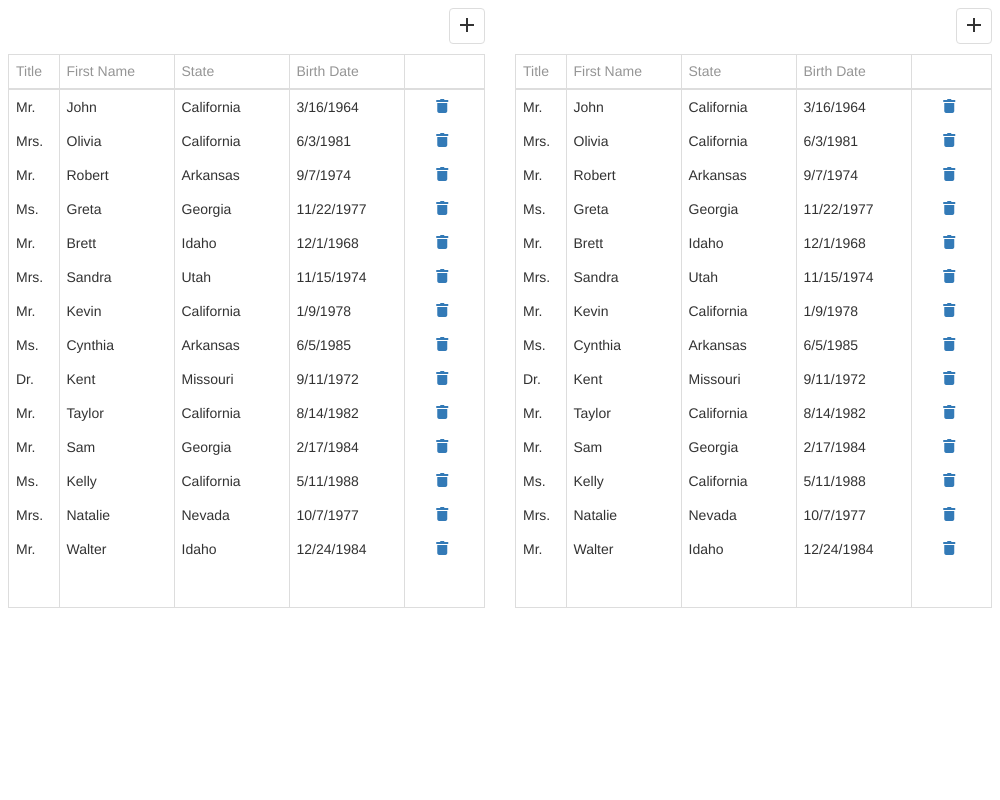 Title First Name State Birth Date
Mr. John California 3/16/1964
Mrs. Olivia California 6/3/1981
Mr. Robert Arkansas 9/7/1974
Ms. Greta Georgia 11/22/1977
Mr. Brett Idaho 12/1/1968
Mrs. Sandra Utah 11/15/1974
Mr. Kevin California 1/9/1978
Ms. Cynthia Arkansas 6/5/1985
Dr. Kent Missouri 9/11/1972
Mr. Taylor California 8/14/1982
Mr. Sam Georgia 2/17/1984
Ms. Kelly California 5/11/1988
Mrs. Natalie Nevada 10/7/1977
Mr. Walter Idaho 12/24/1984
Title First Name State Birth Date
Mr. John California 3/16/1964
Mrs. Olivia California 6/3/1981
Mr. Robert Arkansas 9/7/1974
Ms. Greta Georgia 11/22/1977
Mr. Brett Idaho 12/1/1968
Mrs. Sandra Utah 11/15/1974
Mr. Kevin California 1/9/1978
Ms. Cynthia Arkansas 6/5/1985
Dr. Kent Missouri 9/11/1972
Mr. Taylor California 8/14/1982
Mr. Sam Georgia 2/17/1984
Ms. Kelly California 5/11/1988
Mrs. Natalie Nevada 10/7/1977
Mr. Walter Idaho 12/24/1984